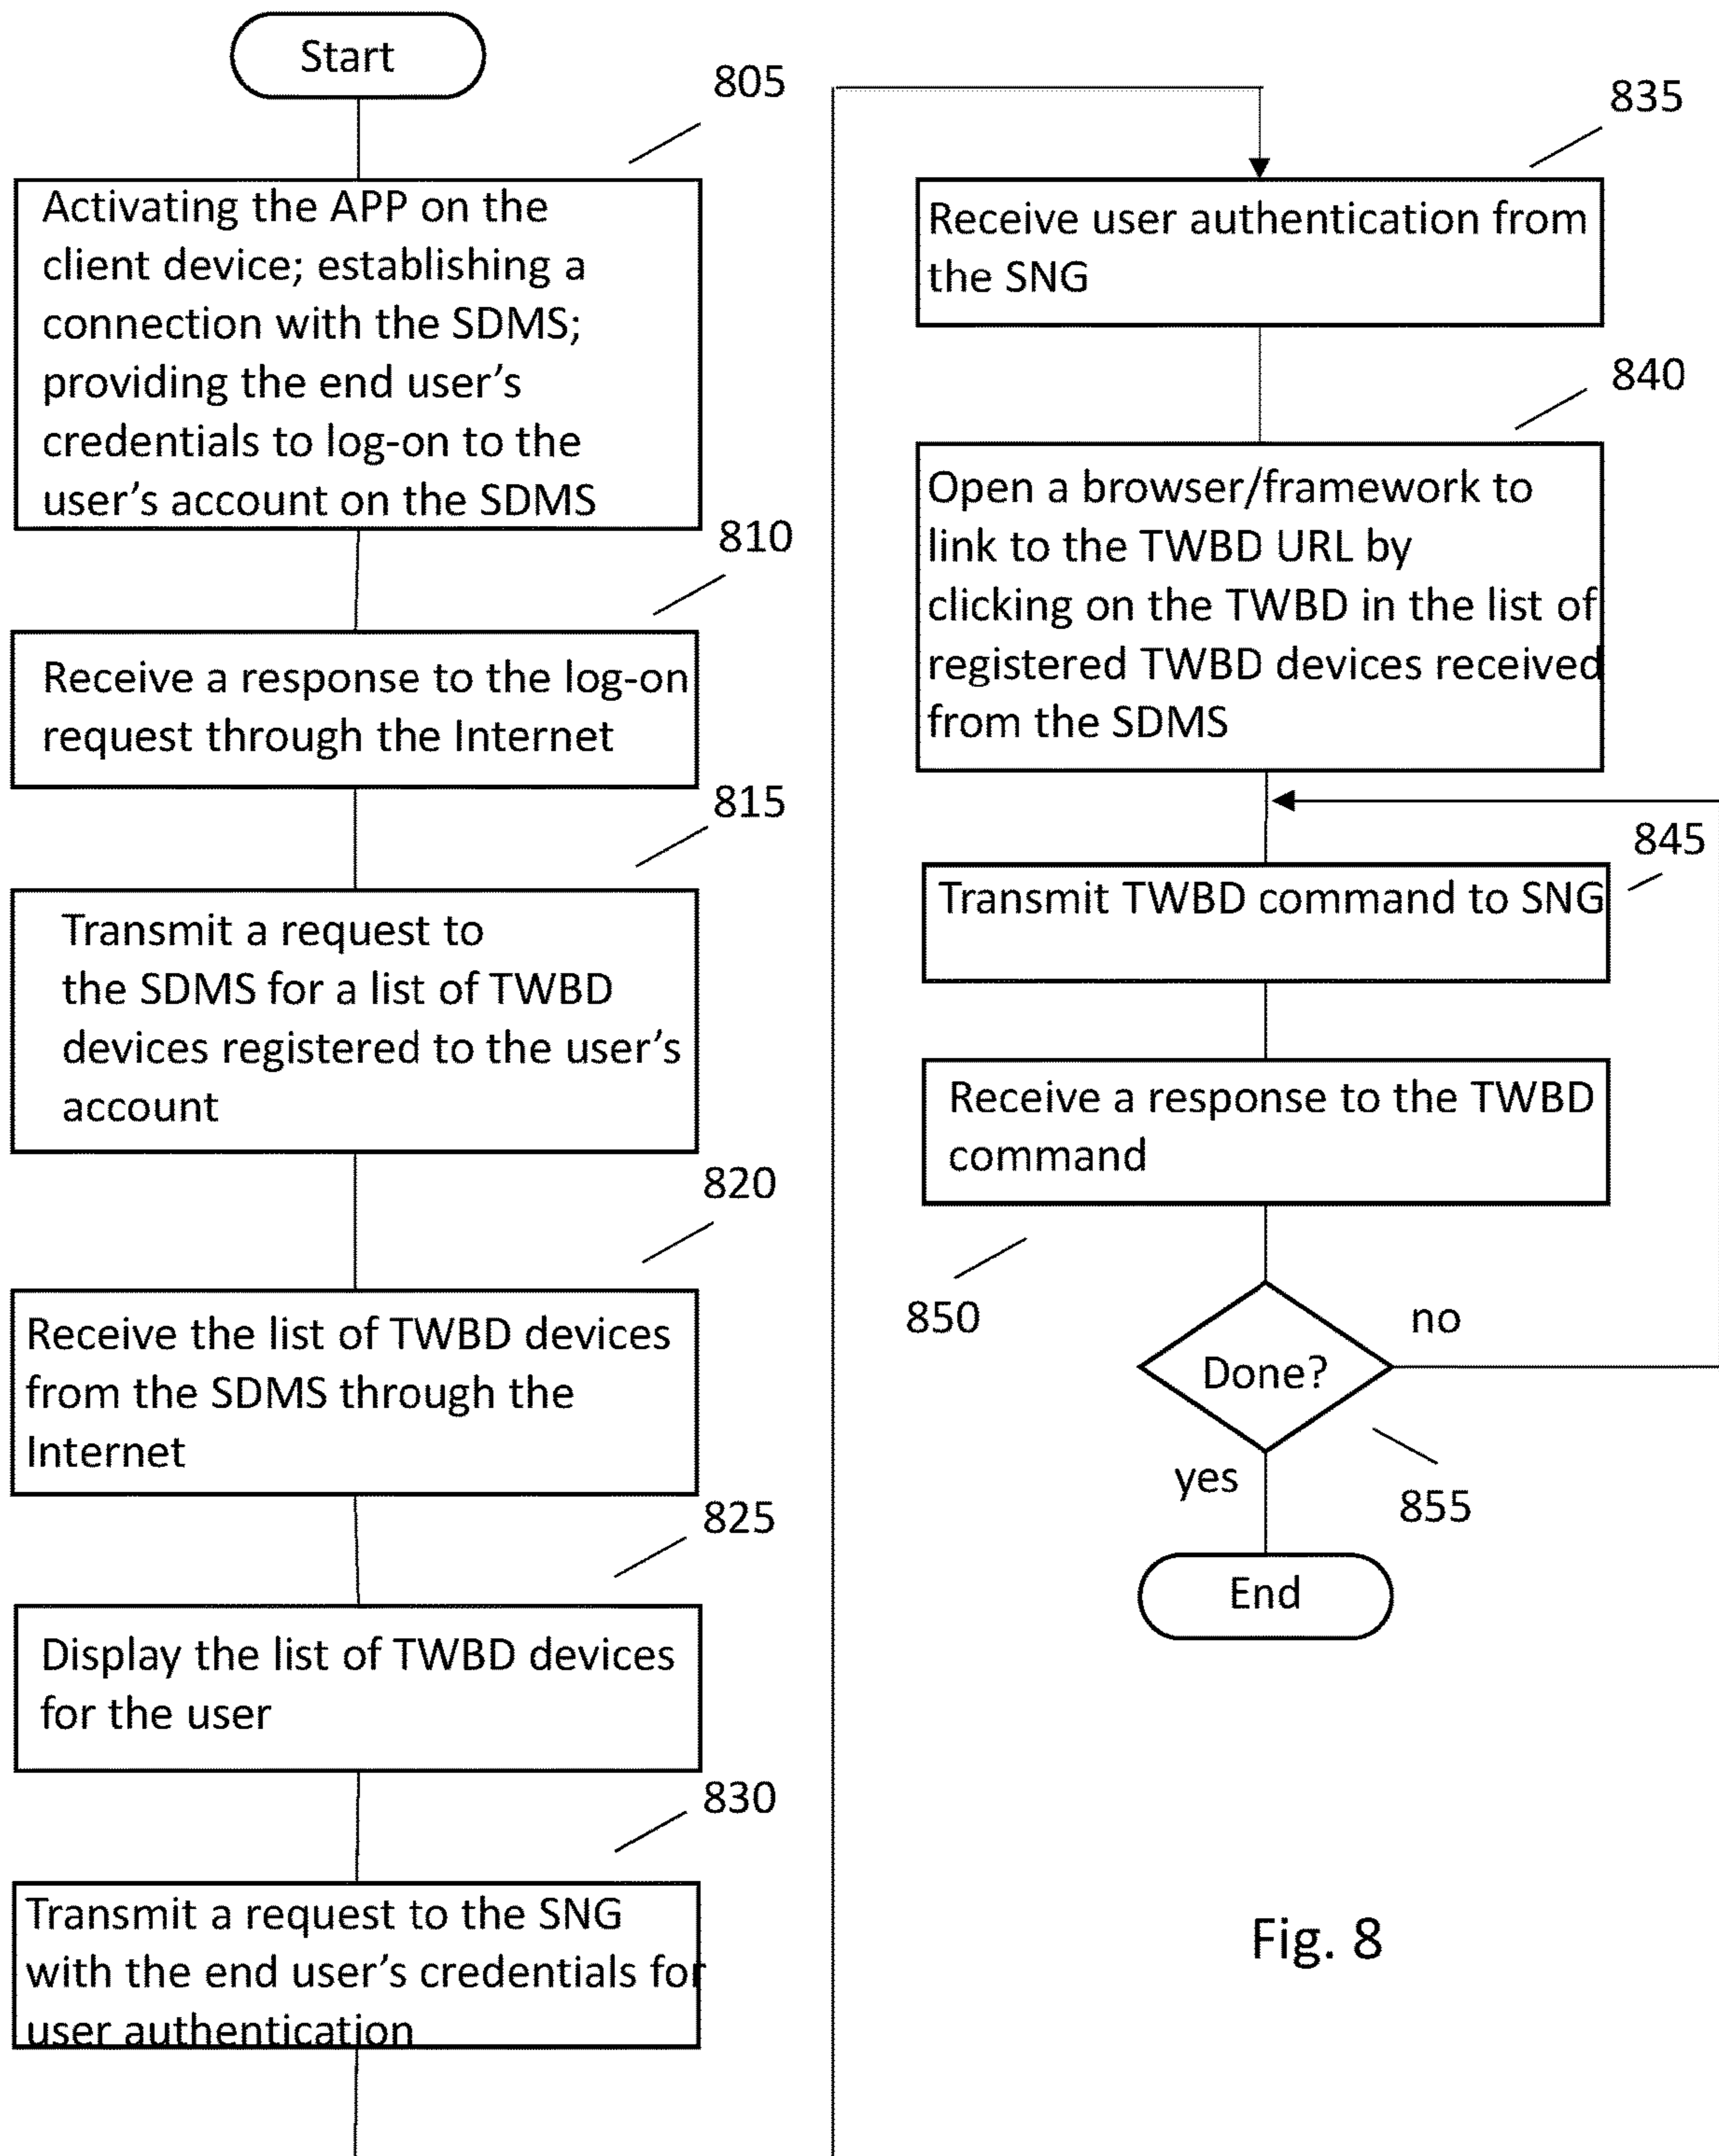 Start
805
Activating the APP on the
client device; establishing a
connection with the SDMS;
providing the end user's
credentials to log-on to the
user's account on the SDMS
810
Receive a response to the log-on
request through the Internet
815
Transmit a request to
the SDMS for a list of TWBD
devices registered to the user's
account
820
Receive the list of TWBD devices
from the SDMS through the
Internet
825
Display the list of TWBD devices
for the user
830
Transmit a request to the SNG
with the end user's credentials for
user authentication
835
Receive user authentication from
the SNG
840
Open a browser/framework to
link to the TWBD URL by
clicking on the TWBD in the list of
registered TWBD devices received
from the SDMS
845
Transmit TWBD command to SNG
Receive a response to the TWBD
command
850
no
Done?
yes
855
End
Fig. 8